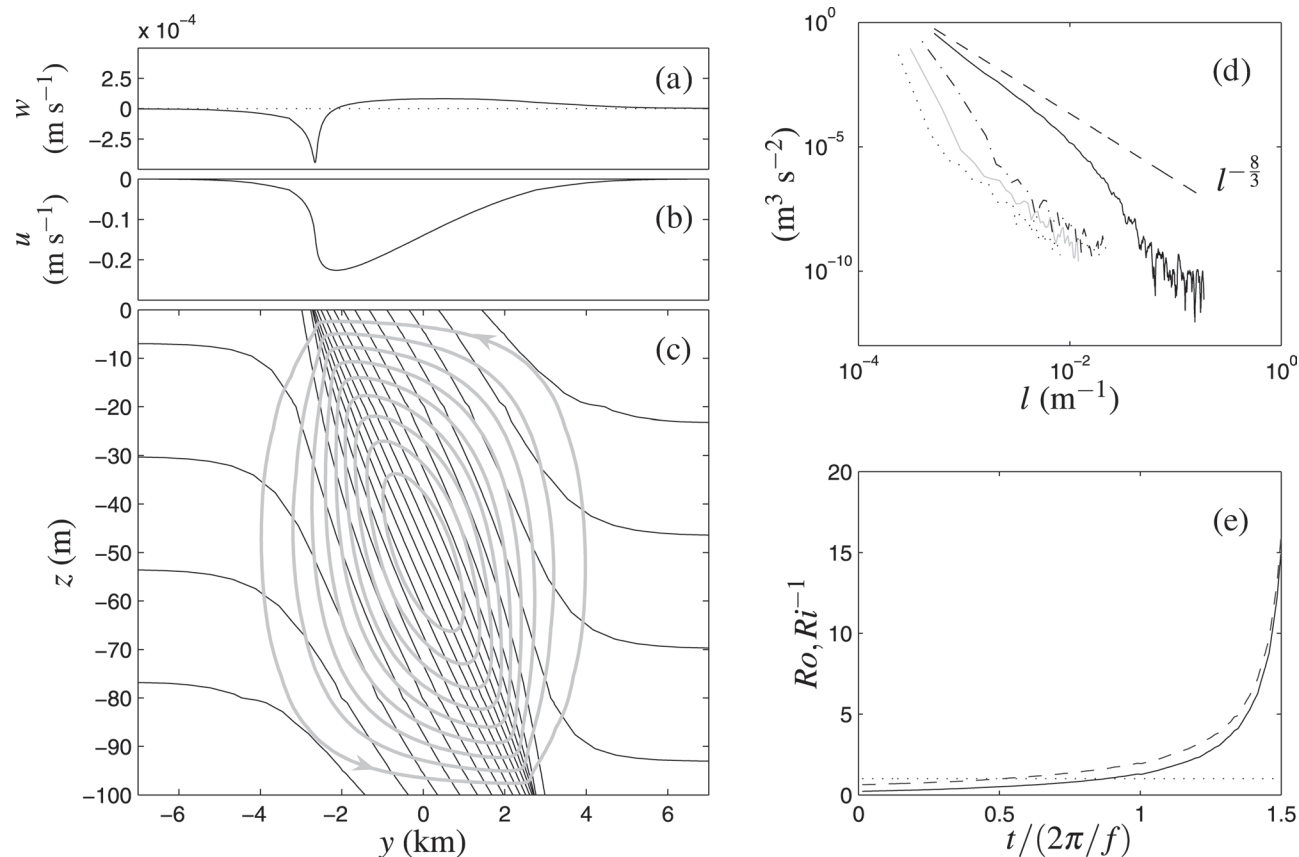 x 10⁻⁴
(a)
2.5
0
−2.5
w
(m s⁻¹)
(b)
0
−0.1
−0.2
u
(m s⁻¹)
(c)
0
−10
−20
−30
−40
−50
−60
−70
−80
−90
−100
z (m)
−6 −4 −2 0 2 4 6
y (km)
(d)
10⁰
10⁻⁵
10⁻¹⁰
(m³ s⁻²)
l^{−8/3}
10⁻⁴ 10⁻² 10⁰
l (m⁻¹)
(e)
20
15
10
5
0
Ro, Ri⁻¹
0 0.5 1 1.5
t/(2π/f)